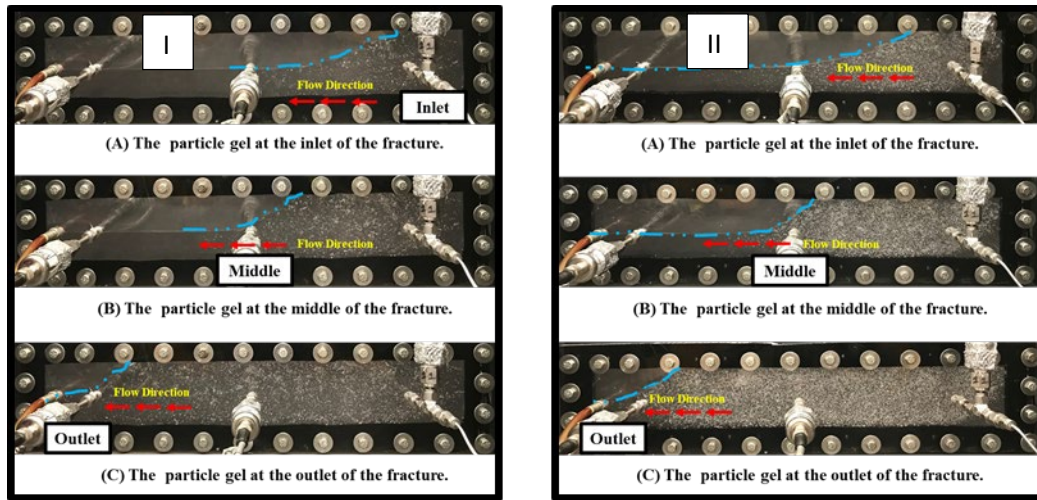 I
Flow Direction
Inlet
(A) The particle gel at the inlet of the fracture.
Flow Direction
Middle
(B) The particle gel at the middle of the fracture.
Flow Direction
Outlet
(C) The particle gel at the outlet of the fracture.
II
Flow Direction
(A) The particle gel at the inlet of the fracture.
Flow Direction
Middle
(B) The particle gel at the middle of the fracture.
Flow Direction
Outlet
(C) The particle gel at the outlet of the fracture.